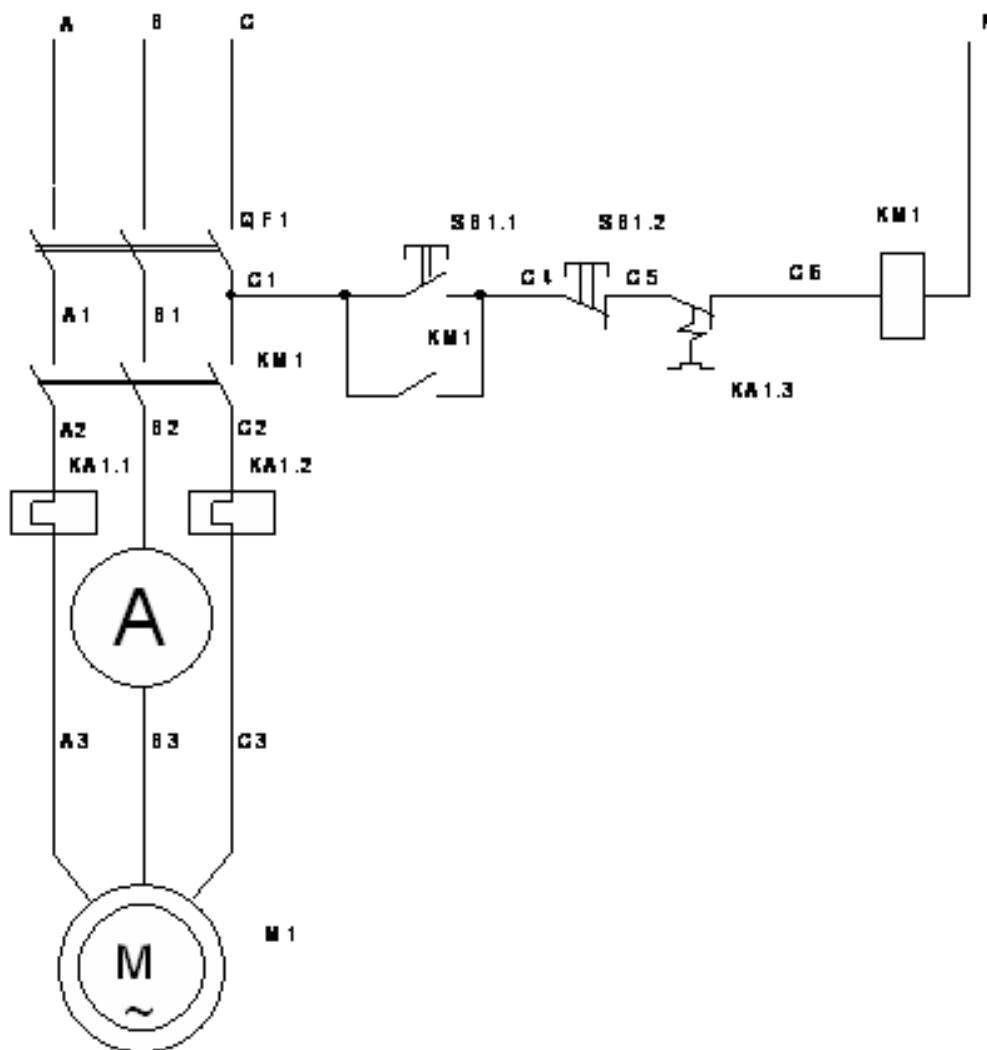 A B C N
QF1
SB1.1 SB1.2 KM1
C1 C4 C5 C6
A1 B1
KM1
KM1
KA1.3
A2 B2 C2
KA1.1 KA1.2
A
A3 B3 C3
M1
M
~